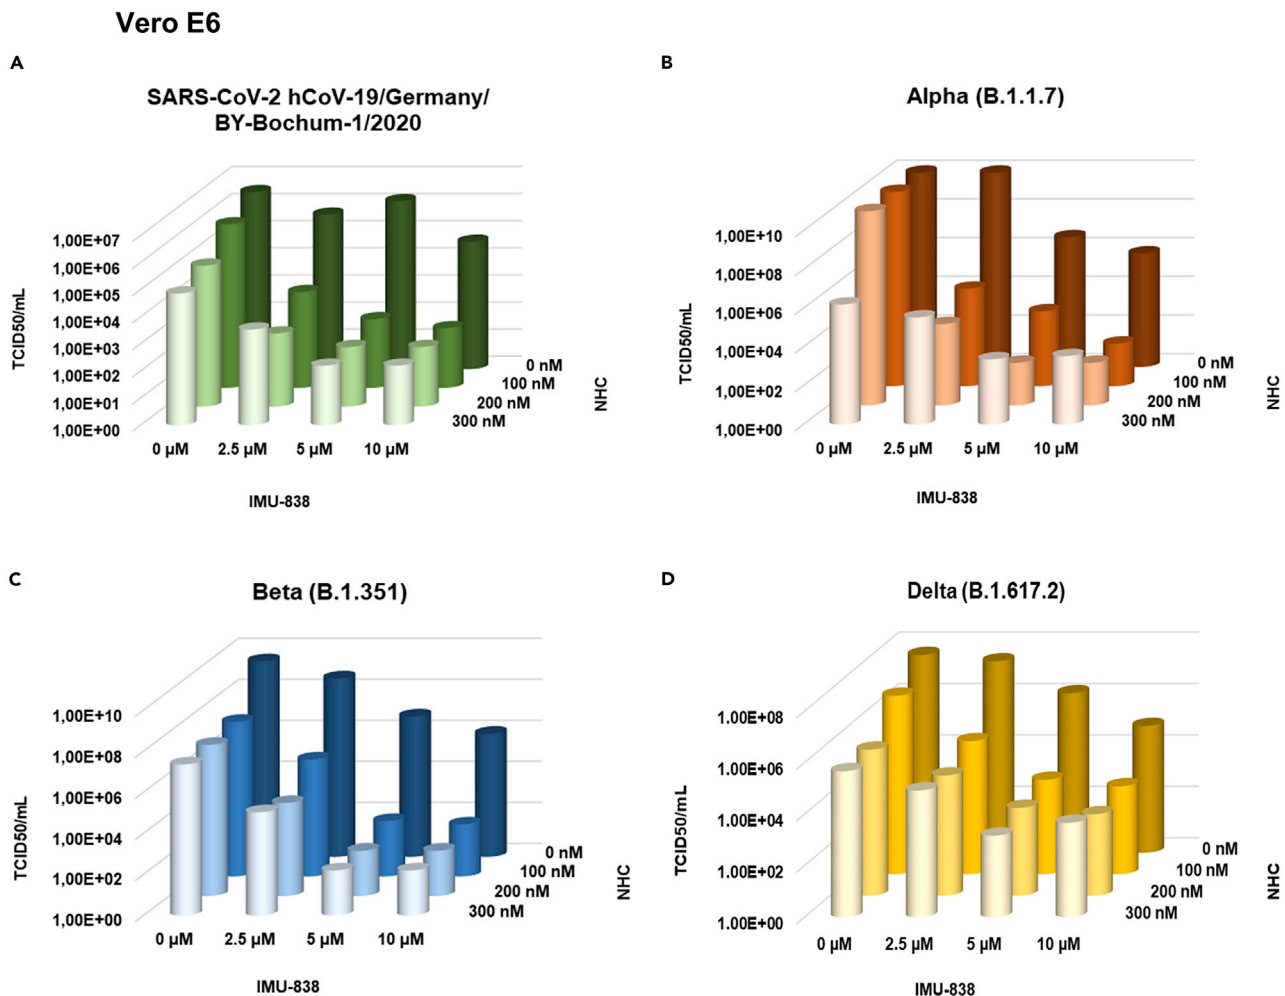 Vero E6
A
SARS-CoV-2 hCoV-19/Germany/
BY-Bochum-1/2020
1,00E+07
1,00E+06
1,00E+05
1,00E+04
1,00E+03
1,00E+02
1,00E+01
1,00E+00
TCID50/mL
0 µM
2.5 µM
5 µM
10 µM
IMU-838
0 nM
100 nM
200 nM
300 nM
NHC
B
Alpha (B.1.1.7)
1,00E+10
1,00E+08
1,00E+06
1,00E+04
1,00E+02
1,00E+00
TCID50/mL
0 µM
2.5 µM
5 µM
10 µM
IMU-838
0 nM
100 nM
200 nM
300 nM
NHC
C
Beta (B.1.351)
1,00E+10
1,00E+08
1,00E+06
1,00E+04
1,00E+02
1,00E+00
TCID50/mL
0 µM
2.5 µM
5 µM
10 µM
IMU-838
0 nM
100 nM
200 nM
300 nM
NHC
D
Delta (B.1.617.2)
1,00E+08
1,00E+06
1,00E+04
1,00E+02
1,00E+00
TCID50/mL
0 µM
2.5 µM
5 µM
10 µM
IMU-838
0 nM
100 nM
200 nM
300 nM
NHC